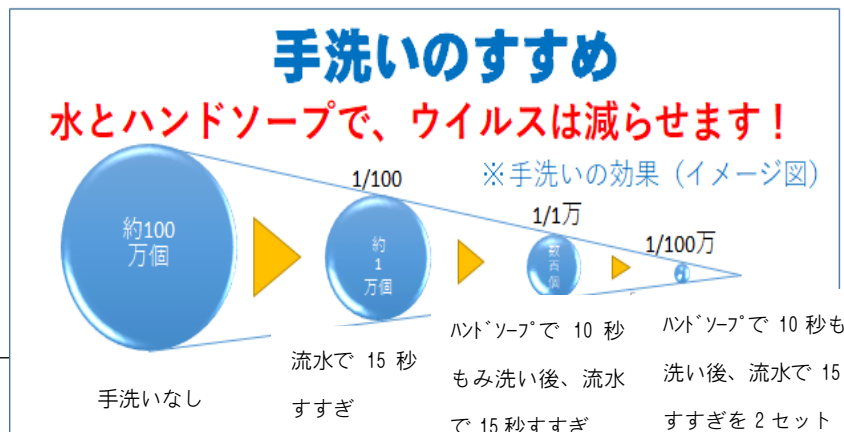 手洗いのすすめ
水とハンドソープで、ウイルスは減らせます！
※手洗いの効果（イメージ図）
1/100
1/1万
1/100万
約100
万個
約
1
万個
数
百
個
手洗いなし
流水で 15 秒
すすぎ
ﾊﾝﾄﾞｿｰﾌﾟで 10 秒
もみ洗い後、流水
で 15 秒すすぎ
ﾊﾝﾄﾞｿｰﾌﾟで 10 秒も
洗い後、流水で 15
すすぎを 2 セット